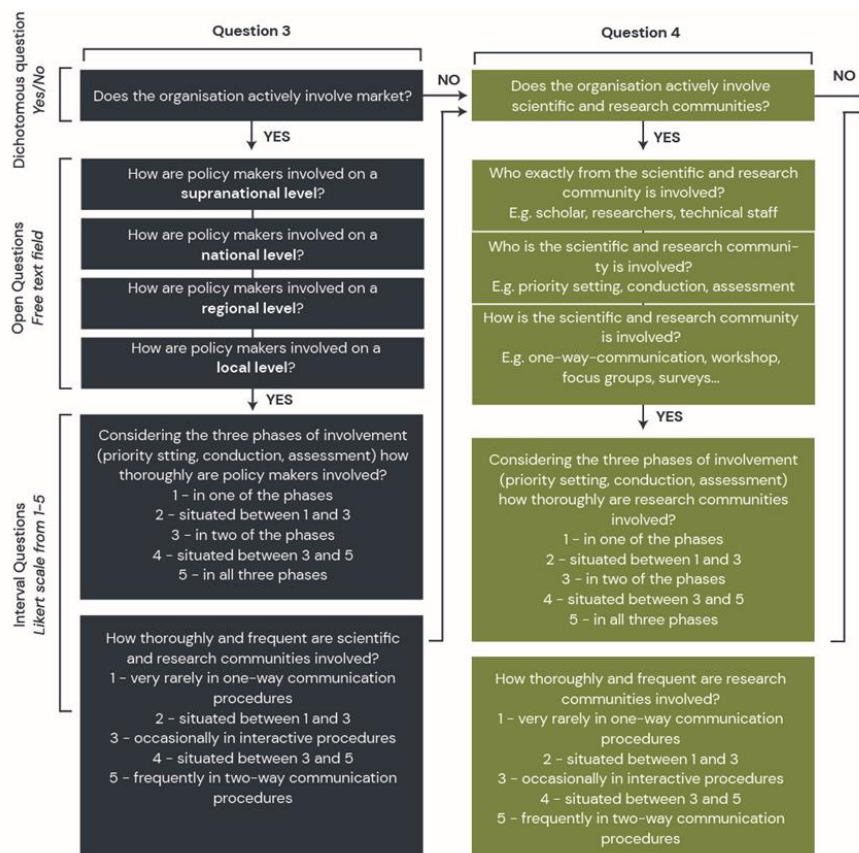 Question 3
Question 4
Dichotomous question
Yes/No
Does the organisation actively involve market?
NO
Does the organisation actively involve
scientific and research communities?
NO
YES
YES
Open Questions
Free text field
How are policy makers involved on a
supranational level?
How are policy makers involved on a
national level?
How are policy makers involved on a
regional level?
How are policy makers involved on a
local level?
YES
Who exactly from the scientific and research
community is involved?
E.g. scholar, researchers, technical staff
Who is the scientific and research communi-
ty is involved?
E.g. priority setting, conduction, assessment
How is the scientific and research community
is involved?
E.g. one-way-communication, workshop,
focus groups, surveys...
YES
Interval Questions
Likert scale from 1-5
Considering the three phases of involvement
(priority stting, conduction, assessment) how
thoroughly are policy makers involved?
1 - in one of the phases
2 - situated between 1 and 3
3 - in two of the phases
4 - situated between 3 and 5
5 - in all three phases
How thoroughly and frequent are scientific
and research communities involved?
1 - very rarely in one-way communication
procedures
2 - situated between 1 and 3
3 - occasionally in interactive procedures
4 - situated between 3 and 5
5 - frequently in two-way communication
procedures
Considering the three phases of involvement
(priority setting, conduction, assessment)
how thoroughly are research communities
involved?
1 - in one of the phases
2 - situated between 1 and 3
3 - in two of the phases
4 - situated between 3 and 5
5 - in all three phases
How thoroughly and frequent are research
communities involved?
1 - very rarely in one-way communication
procedures
2 - situated between 1 and 3
3 - occasionally in interactive procedures
4 - situated between 3 and 5
5 - frequently in two-way communication
procedures